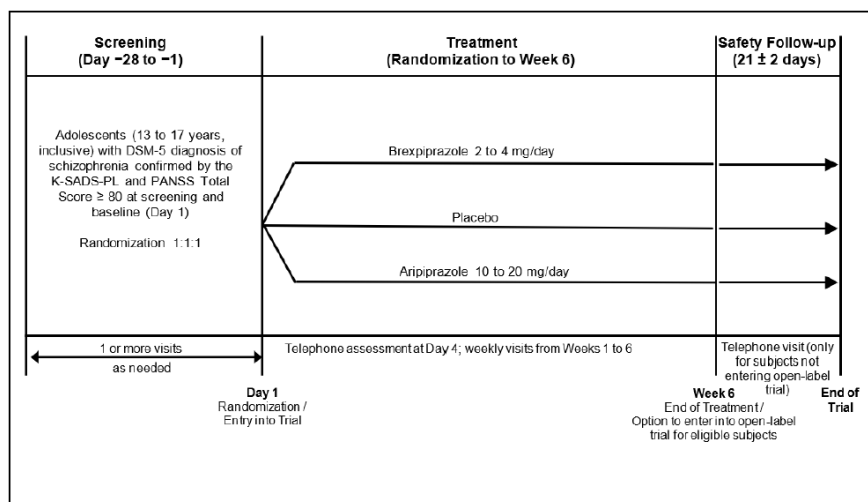 Screening
(Day −28 to −1)
Treatment
(Randomization to Week 6)
Safety Follow-up
(21 ± 2 days)
Adolescents (13 to 17 years,
inclusive) with DSM-5 diagnosis of
schizophrenia confirmed by the
K-SADS-PL and PANSS Total
Score ≥ 80 at screening and
baseline (Day 1)
Randomization 1:1:1
Brexpiprazole 2 to 4 mg/day
Placebo
Aripiprazole 10 to 20 mg/day
1 or more visits
as needed
Telephone assessment at Day 4; weekly visits from Weeks 1 to 6
Telephone visit (only
for subjects not
entering open-label
trial)
Day 1
Randomization /
Entry into Trial
Week 6
End of Treatment /
Option to enter into open-label
trial for eligible subjects
End of
Trial